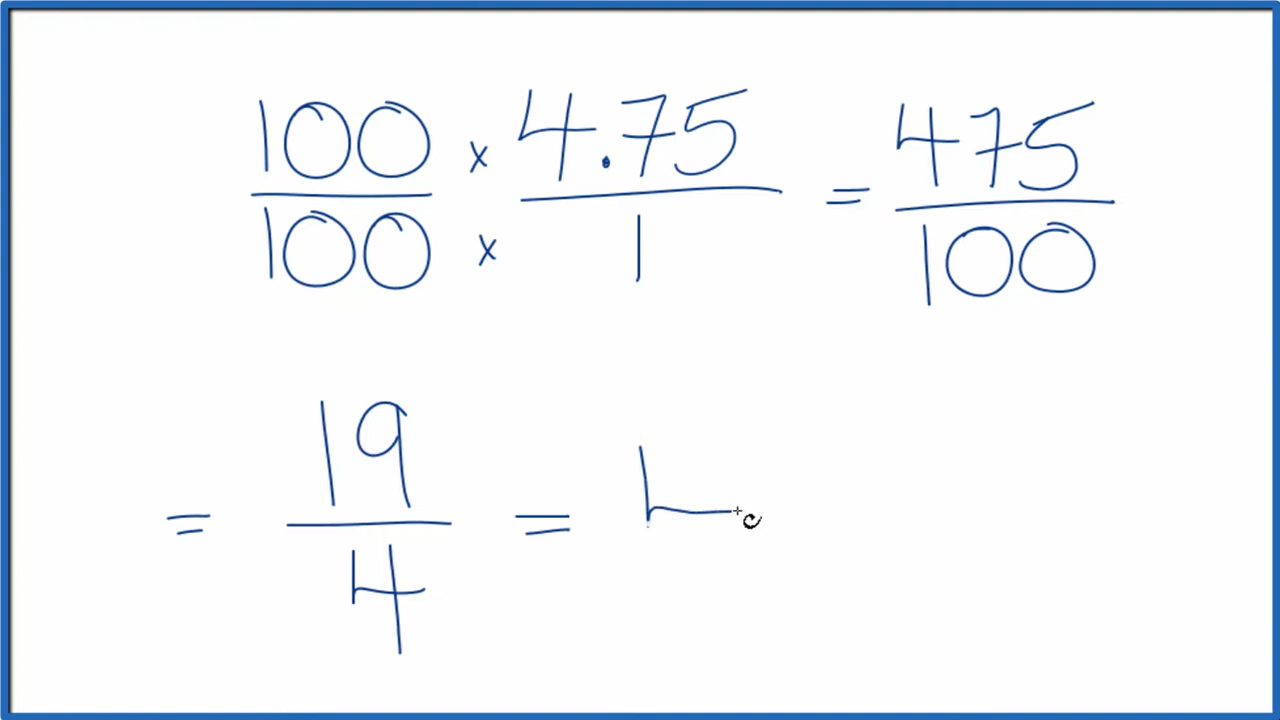 100/100 × 4.75/1 = 475/100
= 19/4 =